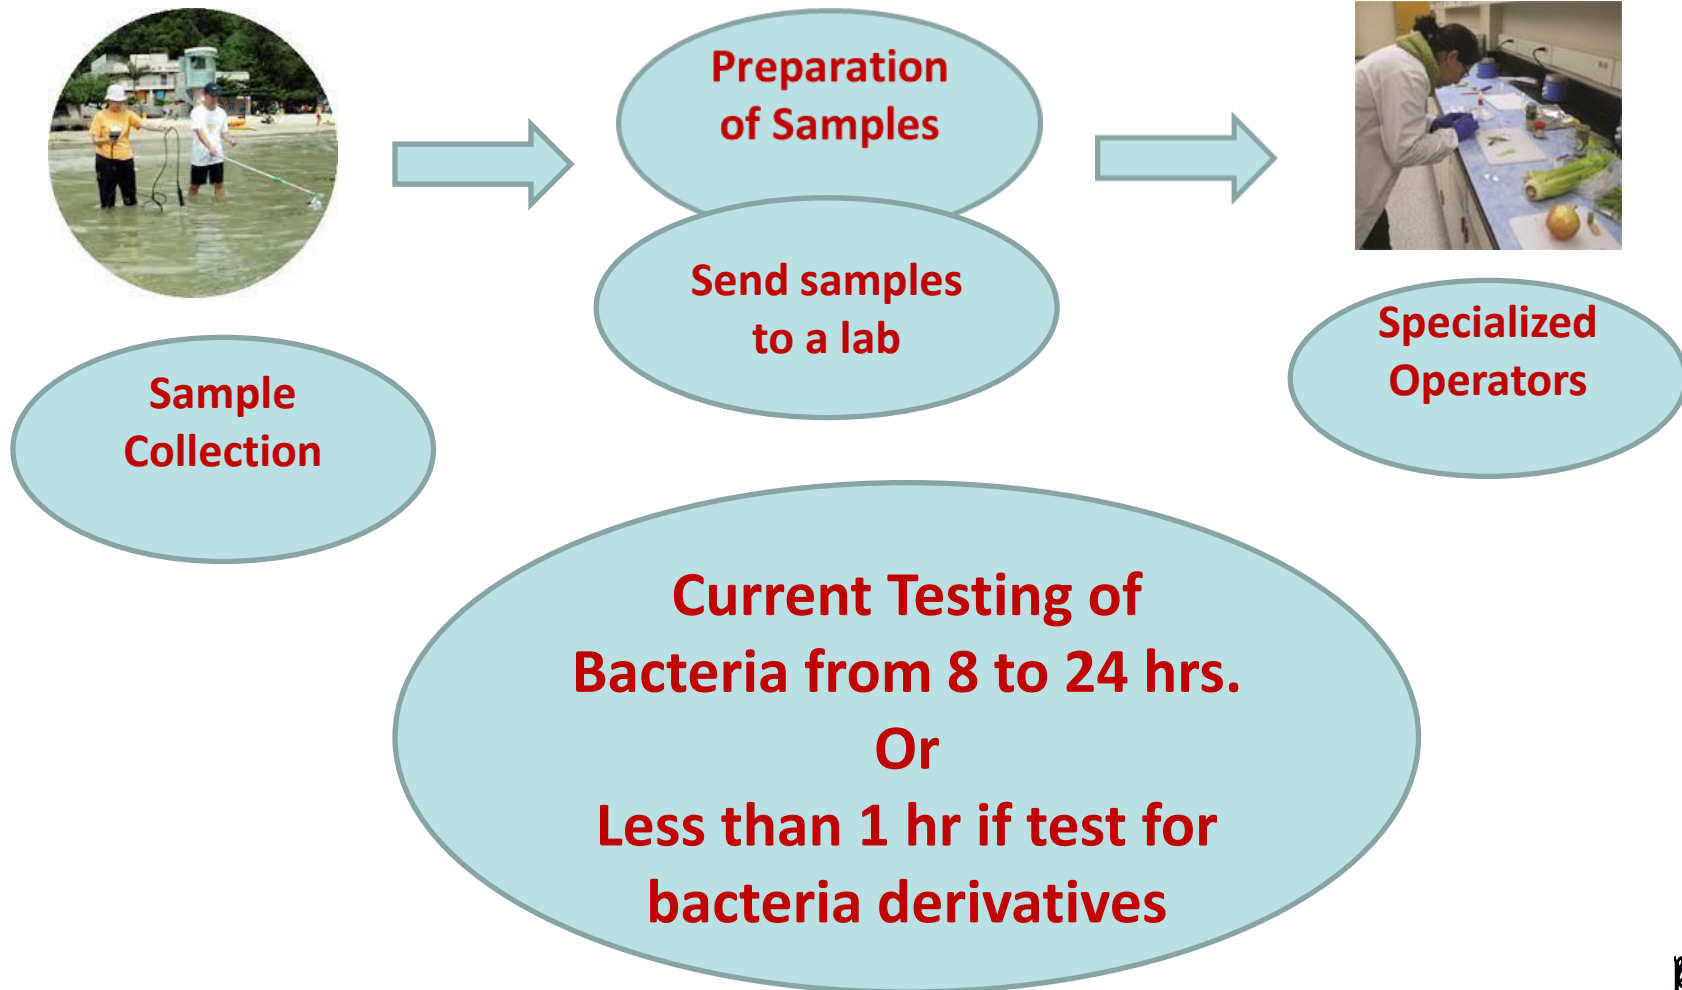 Preparation
of Samples
Send samples
to a lab
Specialized
Operators
Sample
Collection
Current Testing of
Bacteria from 8 to 24 hrs.
Or
Less than 1 hr if test for
bacteria derivatives